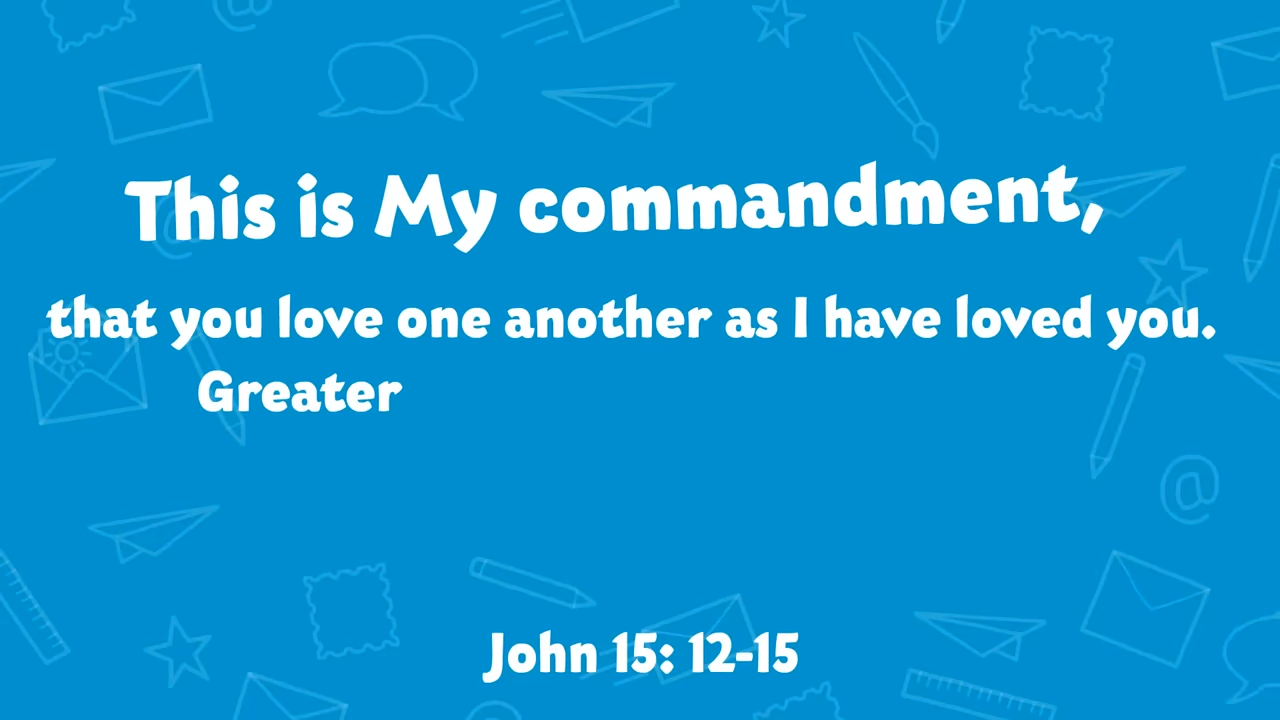 This is My commandment,
that you love one another as I have loved you.
Greater
John 15: 12-15